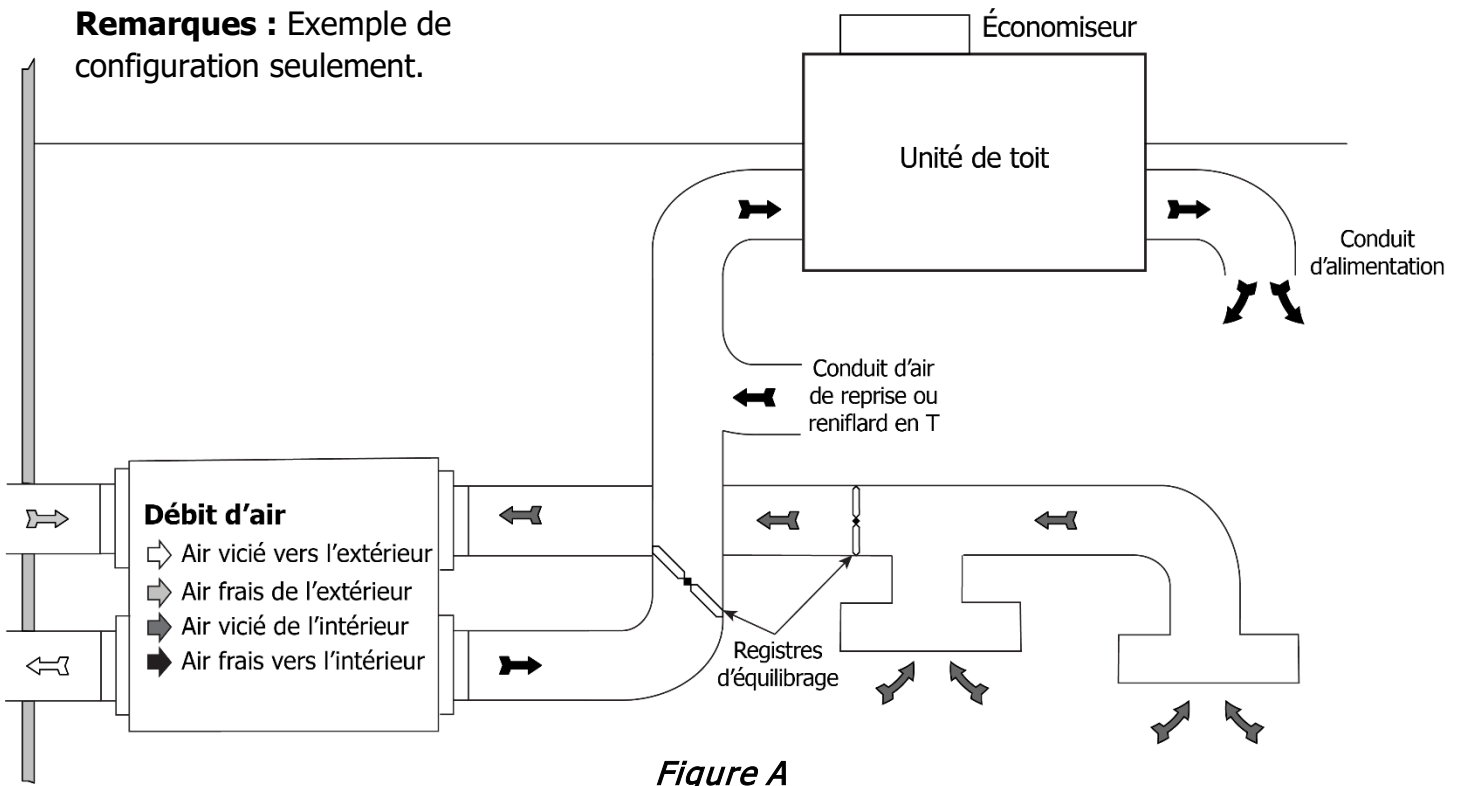 Remarques : Exemple de
configuration seulement.
Économiseur
Unité de toit
Conduit
d'alimentation
Conduit d'air
de reprise ou
reniflard en T
Débit d'air
Air vicié vers l'extérieur
Air frais de l'extérieur
Air vicié de l'intérieur
Air frais vers l'intérieur
Registres
d'équilibrage
Figure A